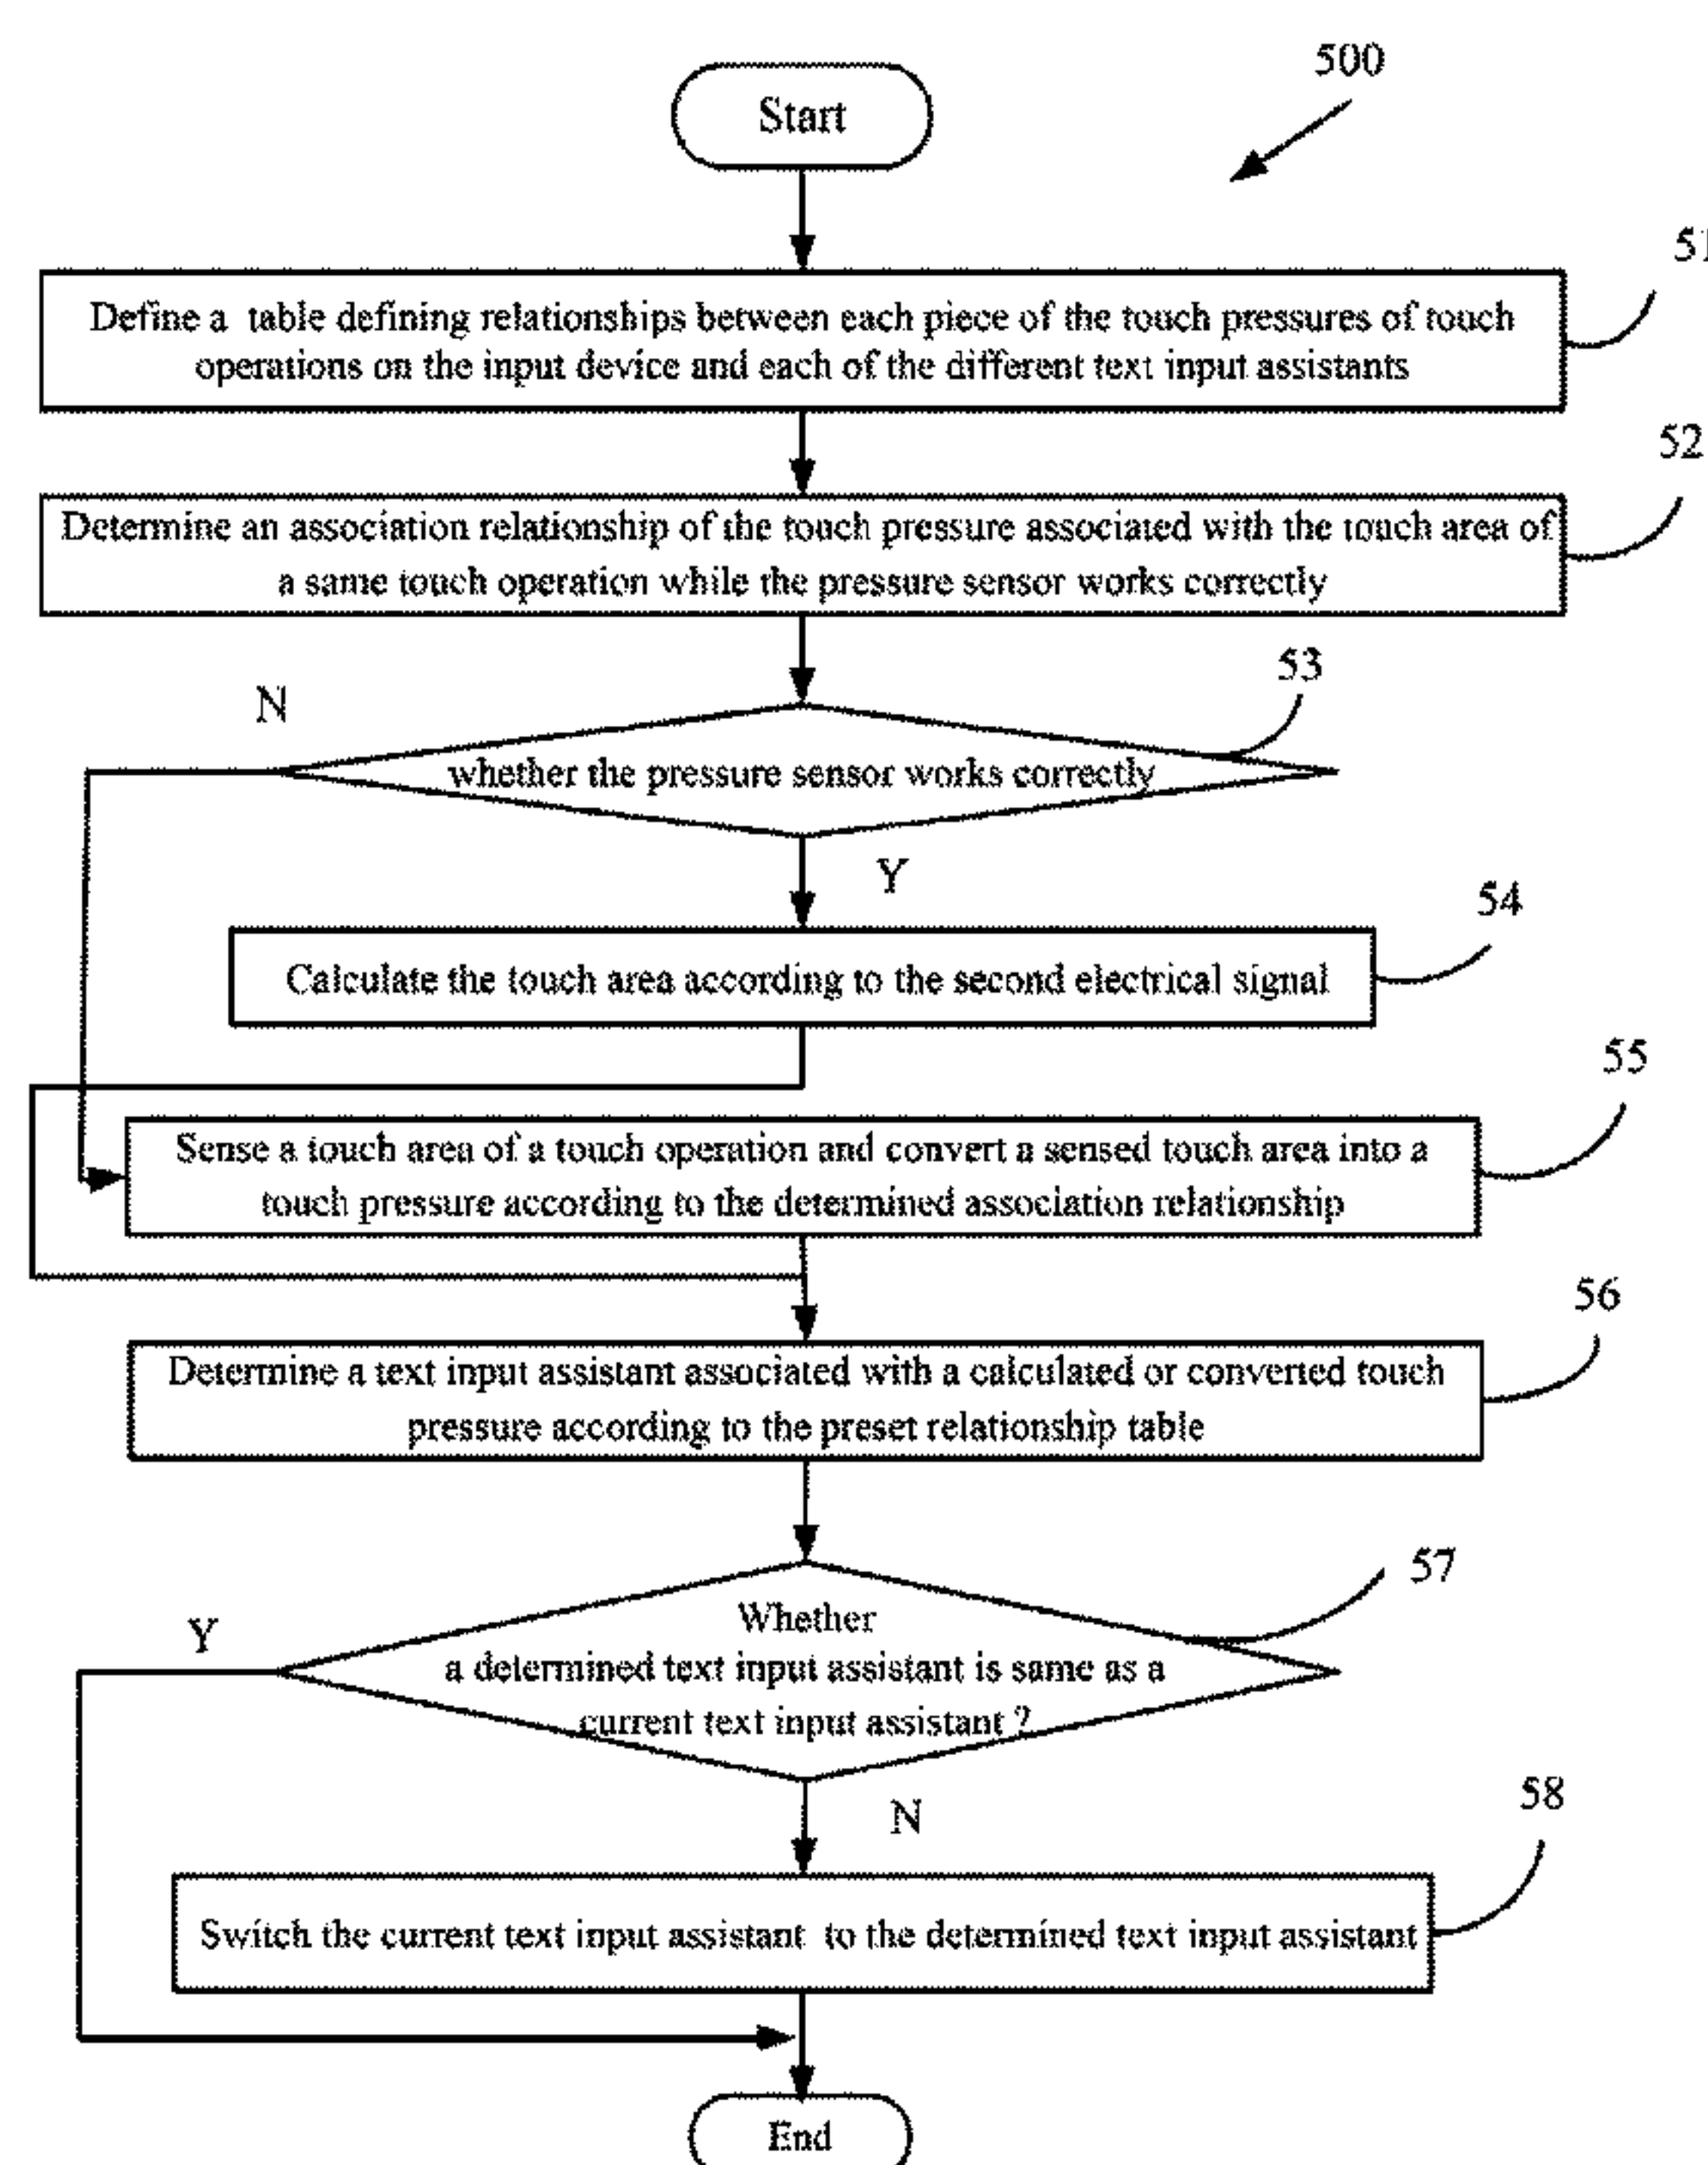 500
Start
51
Define a table defining relationships between each piece of the touch pressures of touch
operations on the input device and each of the different text input assistants
52
Determine an association relationship of the touch pressure associated with the touch area of
a same touch operation while the pressure sensor works correctly
53
N
whether the pressure sensor works correctly
Y
54
Calculate the touch area according to the second electrical signal
55
Sense a touch area of a touch operation and convert a sensed touch area into a
touch pressure according to the determined association relationship
56
Determine a text input assistant associated with a calculated or converted touch
pressure according to the preset relationship table
57
Y
Whether
a determined text input assistant is same as a
current text input assistant ?
N
58
Switch the current text input assistant to the determined text input assistant
End